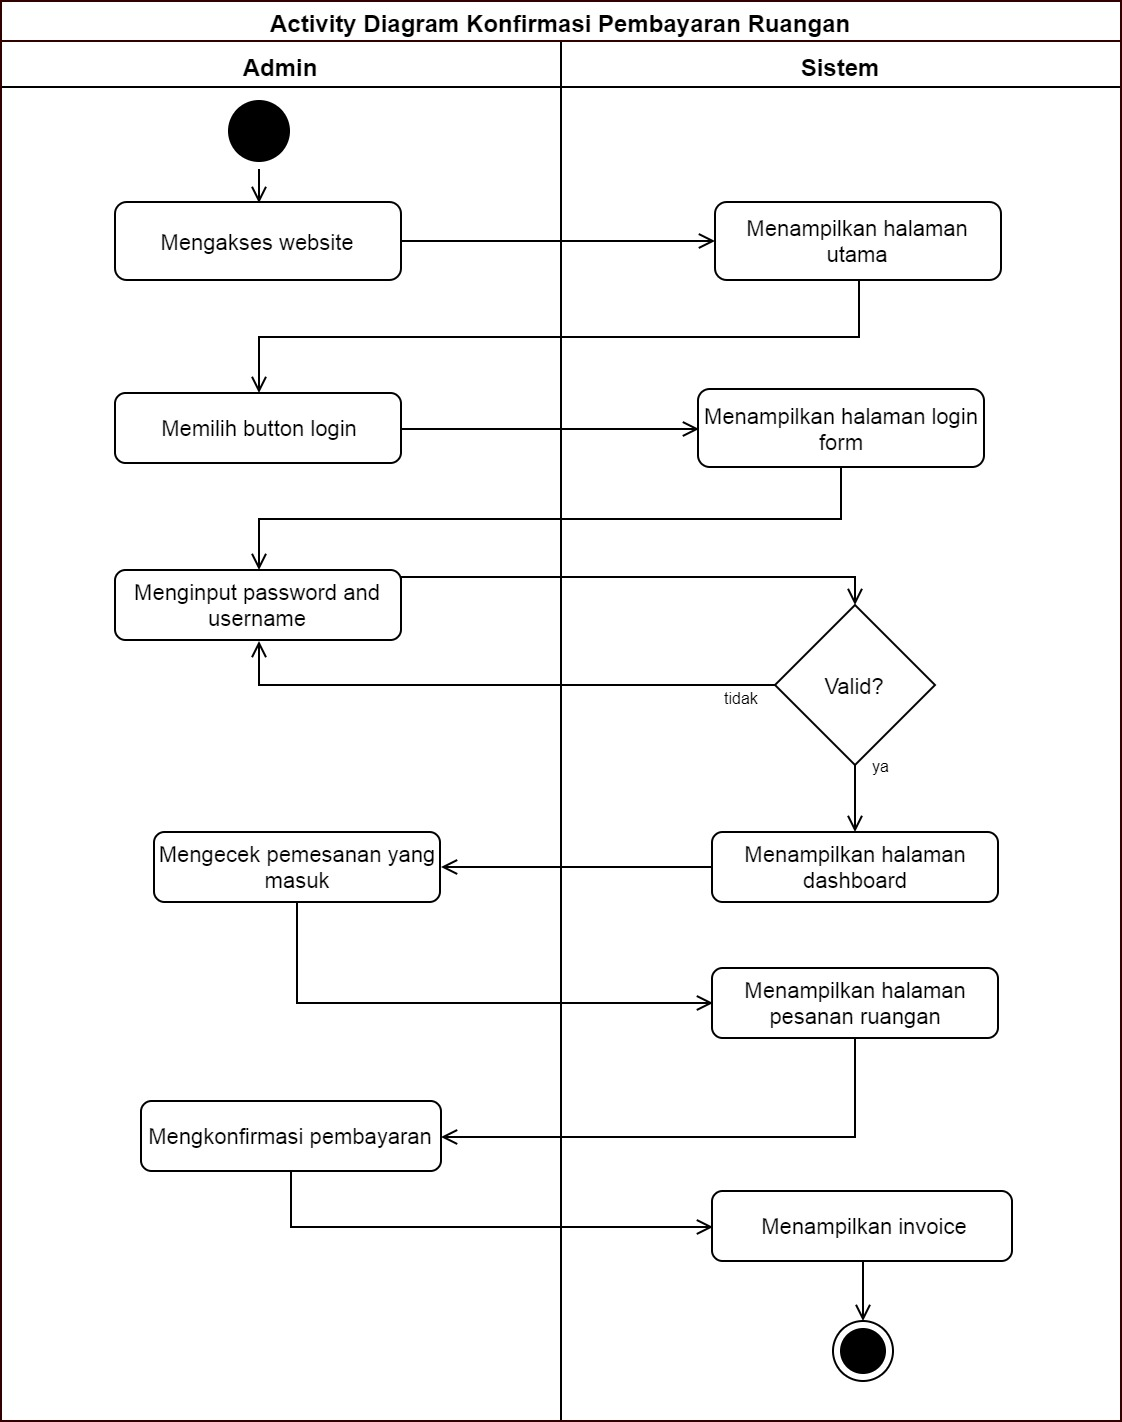 Activity Diagram Konfirmasi Pembayaran Ruangan
Admin
Sistem
Mengakses website
Menampilkan halaman
utama
Memilih button login
Menampilkan halaman login
form
Menginput password and
username
Valid?
tidak
ya
Mengecek pemesanan yang
masuk
Menampilkan halaman
dashboard
Menampilkan halaman
pesanan ruangan
Mengkonfirmasi pembayaran
Menampilkan invoice